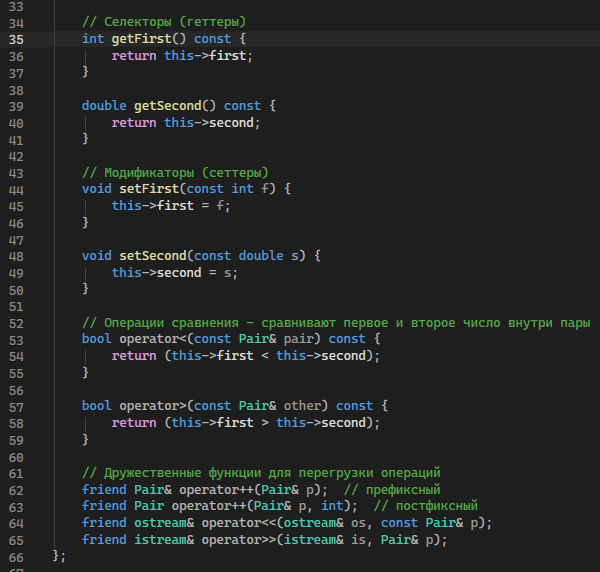 33
34 // Селекторы (геттеры)
35 int getFirst() const {
36 return this->first;
37 }
38
39 double getSecond() const {
40 return this->second;
41 }
42
43 // Модификаторы (сеттеры)
44 void setFirst(const int f) {
45 this->first = f;
46 }
47
48 void setSecond(const double s) {
49 this->second = s;
50 }
51
52 // Операции сравнения – сравнивают первое и второе число внутри пары
53 bool operator<(const Pair& pair) const {
54 return (this->first < this->second);
55 }
56
57 bool operator>(const Pair& other) const {
58 return (this->first > this->second);
59 }
60
61 // Дружественные функции для перегрузки операций
62 friend Pair& operator++(Pair& p); // префиксный
63 friend Pair operator++(Pair& p, int); // постфиксный
64 friend ostream& operator<<(ostream& os, const Pair& p);
65 friend istream& operator>>(istream& is, Pair& p);
66 };